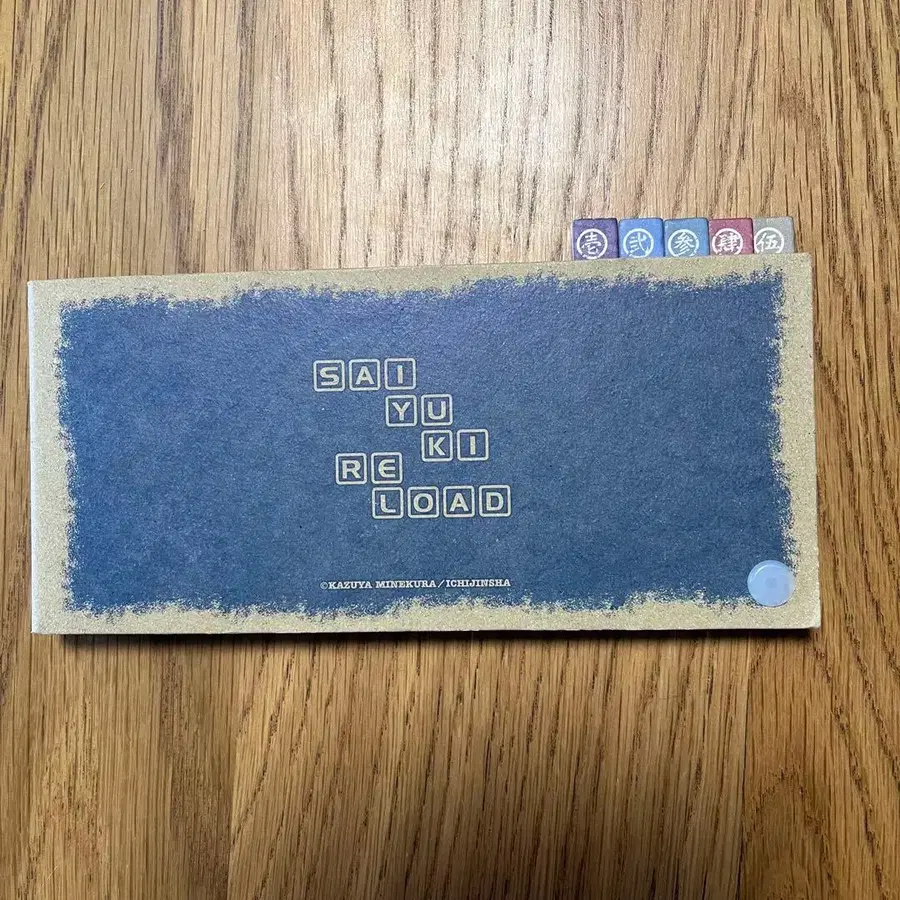 壱 弐 参 肆 伍
SAI
YU
KI
RE
LOAD
©KAZUYA MINEKURA/ICHIJINSHA